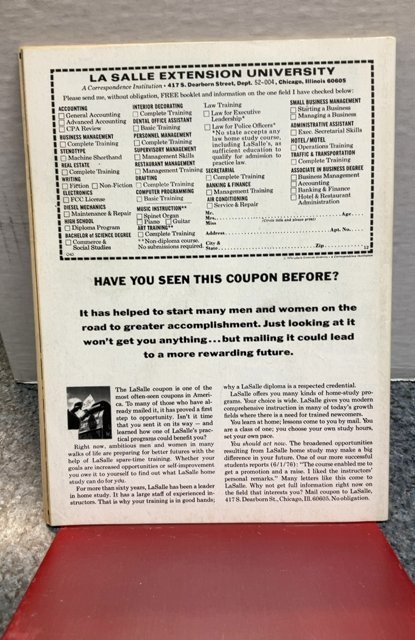 LA SALLE EXTENSION UNIVERSITY
A Correspondence Institution • 417 S. Dearborn Street, Dept. 52-004, Chicago, Illinois 60605
Please send me, without obligation, FREE booklet and information on the one field I have checked below:
ACCOUNTING
General Accounting
Advanced Accounting
CPA Review
BUSINESS MANAGEMENT
Complete Training
STENOTYPE
Machine Shorthand
REAL ESTATE
Complete Training
WRITING
Fiction Non-Fiction
ELECTRONICS
FCC License
DIESEL MECHANICS
Maintenance & Repair
HIGH SCHOOL
Diploma Program
BACHELOR of SCIENCE DEGREE
Commerce &
Social Studies
INTERIOR DECORATING
Complete Training
DENTAL OFFICE ASSISTANT
Basic Training
PERSONNEL MANAGEMENT
Complete Training
SUPERVISORY MANAGEMENT
Management Skills
RESTAURANT MANAGEMENT
Management Training
DRAFTING
Complete Training
COMPUTER PROGRAMMING
Basic Training
MUSIC INSTRUCTION**
Spinet Organ
Piano Guitar
ART TRAINING**
Complete Training
**Non-diploma course.
No submissions required.
Law Training
Law for Executive
Leadership*
Law for Police Officers*
*No state accepts any
law home study course,
including LaSalle's, as
sufficient education to
qualify for admission to
practice law.
SECRETARIAL
Complete Training
BANKING & FINANCE
Management Training
AIR CONDITIONING
Service & Repair
SMALL BUSINESS MANAGEMENT
Starting a Business
Managing a Business
ADMINISTRATIVE ASSISTANT
Exec. Secretarial Skills
HOTEL/MOTEL
Operations Training
TRAFFIC & TRANSPORTATION
Complete Training
ASSOCIATE IN BUSINESS DEGREE
Business Management
Accounting
Banking & Finance
Hotel & Restaurant
Administration
Mr.
Mrs.
Miss Age
(Circle title and please print)
Address Apt. No.
City &
State Zip 12
HAVE YOU SEEN THIS COUPON BEFORE?
It has helped to start many men and women on the
road to greater accomplishment. Just looking at it
won't get you anything...but mailing it could lead
to a more rewarding future.
The LaSalle coupon is one of the
most often-seen coupons in Ameri-
ca. To many of those who have al-
ready mailed it, it has proved a first
step to opportunity. Isn't it time
that you sent it on its way — and
learned how one of LaSalle's prac-
tical programs could benefit you?
Right now, ambitious men and women in many
walks of life are preparing for better futures with the
help of LaSalle spare-time training. Whether your
goals are increased opportunities or self-improvement
you owe it to yourself to find out what LaSalle home
study can do for you.
For more than sixty years, LaSalle has been a leader
in home study. It has a large staff of experienced in-
structors. That is why your training is in good hands;
why a LaSalle diploma is a respected credential.
LaSalle offers you many kinds of home-study pro-
grams. Your choice is wide. LaSalle gives you modern
comprehensive instruction in many of today's growth
fields where there is a need for trained newcomers.
You learn at home; lessons come to you by mail. You
are a class of one; you choose your own study hours,
set your own pace.
You should act now. The broadened opportunities
resulting from LaSalle home study may make a big
difference in your future. One of our more successful
students reports (6/1/76): "The course enabled me to
get a promotion and a raise. I liked the instructors'
personal remarks." Many letters like this come to
LaSalle. Why not get full information right now on
the field that interests you? Mail coupon to LaSalle,
417 S. Dearborn St., Chicago, Ill. 60605. No obligation.